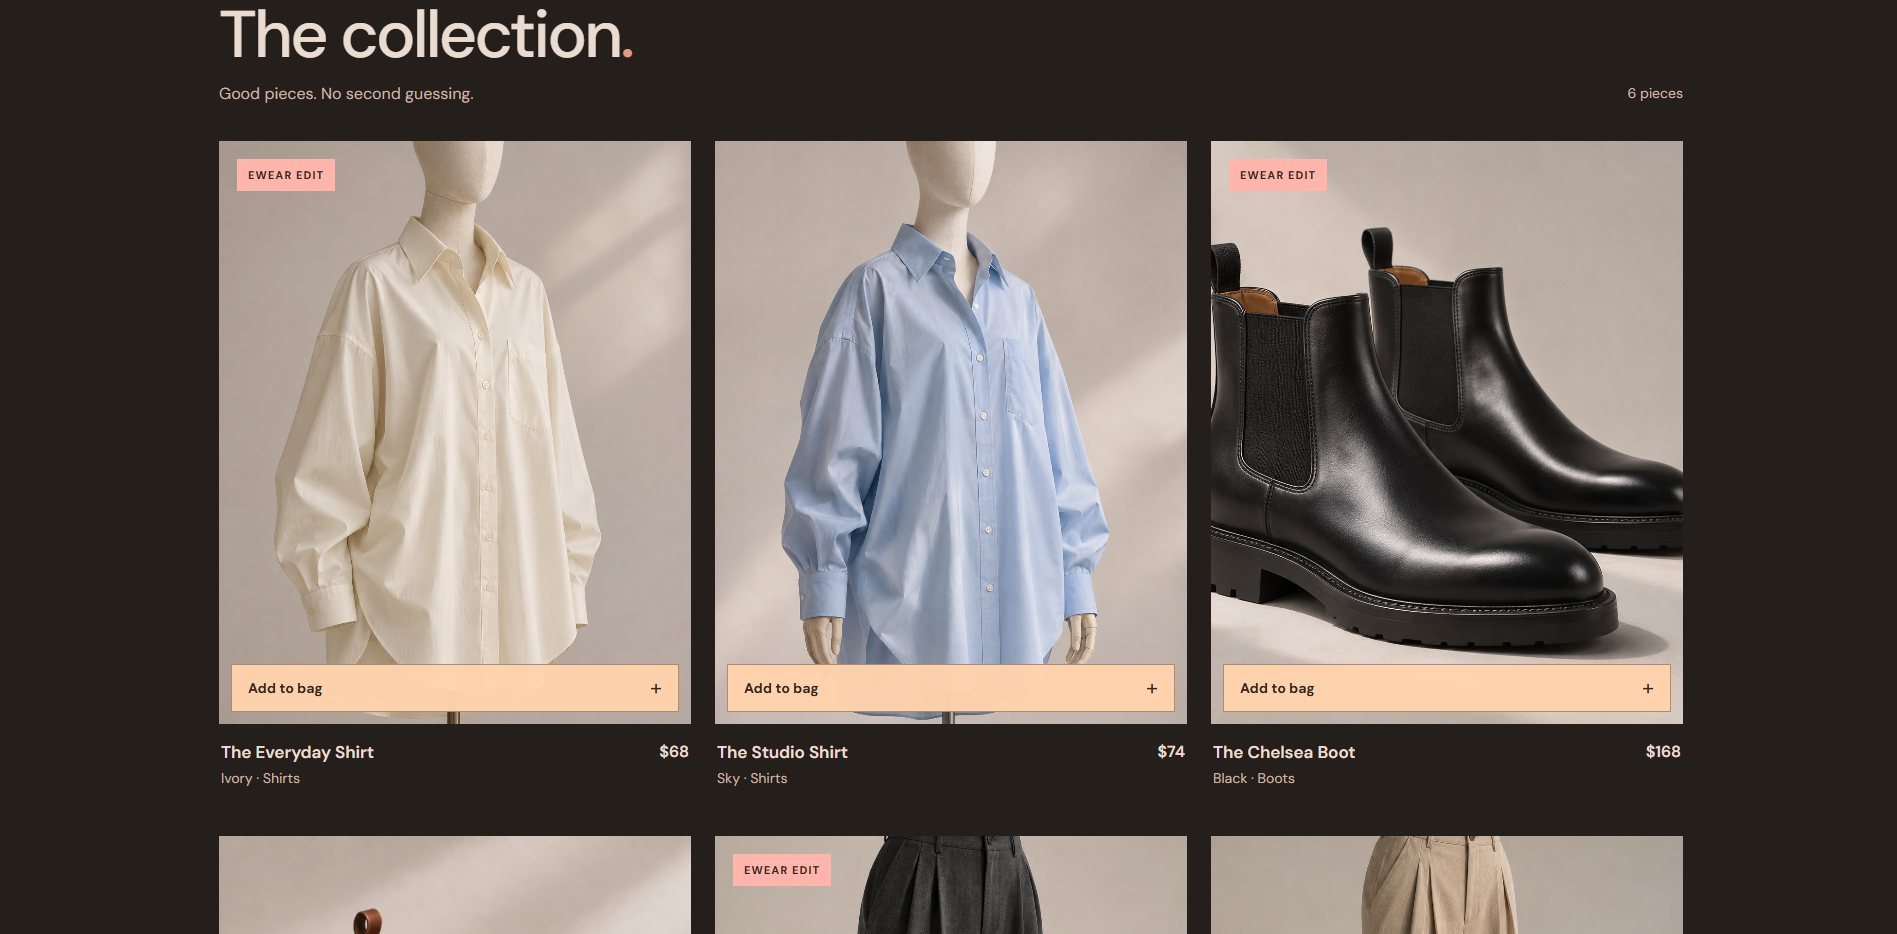 The collection.
Good pieces. No second guessing.
6 pieces
EWEAR EDIT
EWEAR EDIT
Add to bag +
Add to bag +
Add to bag +
The Everyday Shirt $68
Ivory · Shirts
The Studio Shirt $74
Sky · Shirts
The Chelsea Boot $168
Black · Boots
EWEAR EDIT